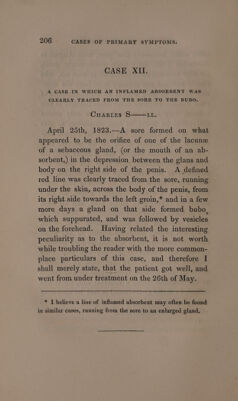 206 CASES OF PRIMARY SYMPTOMS.
CASE XII.
A CASE IN WHICH AN INFLAMED ABSORBENT WAS
CLEARLY TRACED FROM THE SORE TO THE BUBO.
CHARLES S——LL.
April 25th, 1823.—A sore formed on what
appeared to be the orifice of one of the lacunæ
of a sebaceous gland, (or the mouth of an ab-
sorbent,) in the depression between the glans and
body on the right side of the penis. A defined
red line was clearly traced from the sore, running
under the skin, across the body of the penis, from
its right side towards the left groin,* and in a few
more days a gland on that side formed bubo,
which suppurated, and was followed by vesicles
on the forehead. Having related the interesting
peculiarity as to the absorbent, it is not worth
while troubling the reader with the more common-
place particulars of this case, and therefore I
shall merely state, that the patient got well, and
went from under treatment on the 26th of May.
* I believe a line of inflamed absorbent may often be found
in similar cases, running from the sore to an enlarged gland.